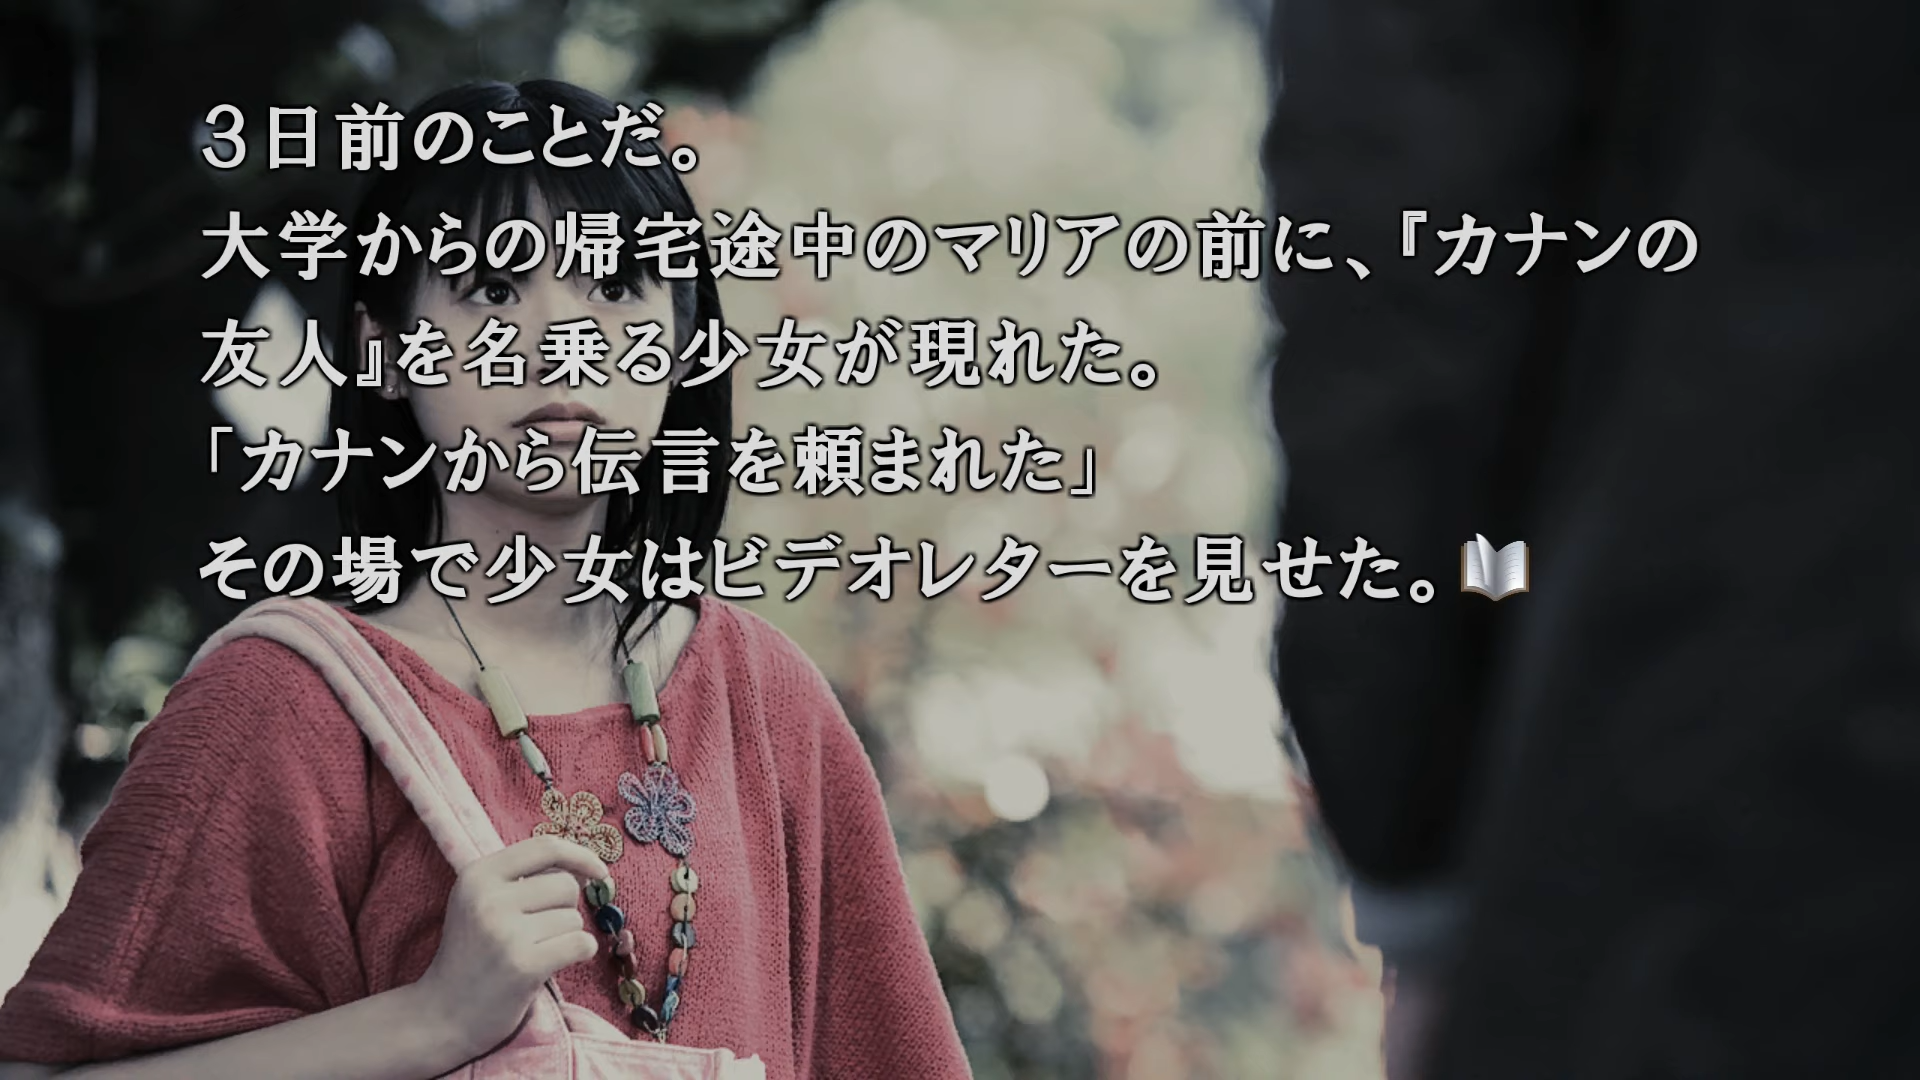 ３日前のことだ。
大学からの帰宅途中のマリアの前に、『カナンの
友人』を名乗る少女が現れた。
「カナンから伝言を頼まれた」
その場で少女はビデオレターを見せた。